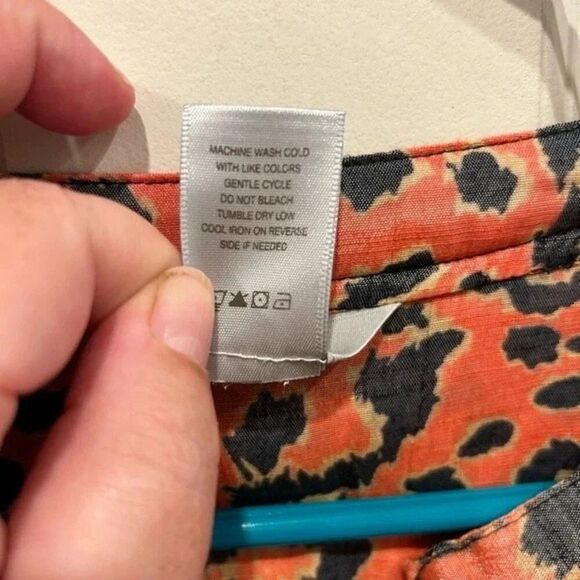 MACHINE WASH COLD
WITH LIKE COLORS
GENTLE CYCLE
DO NOT BLEACH
TUMBLE DRY LOW
COOL IRON ON REVERSE
SIDE IF NEEDED